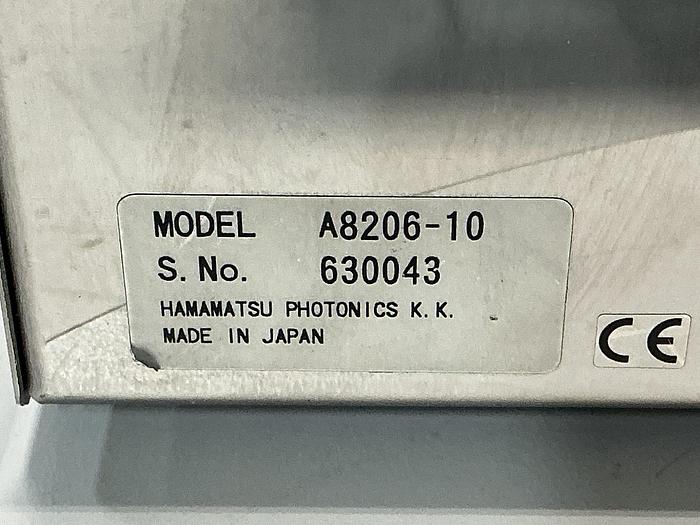 MODEL A8206-10
S. No. 630043
HAMAMATSU PHOTONICS K. K.
MADE IN JAPAN
CE